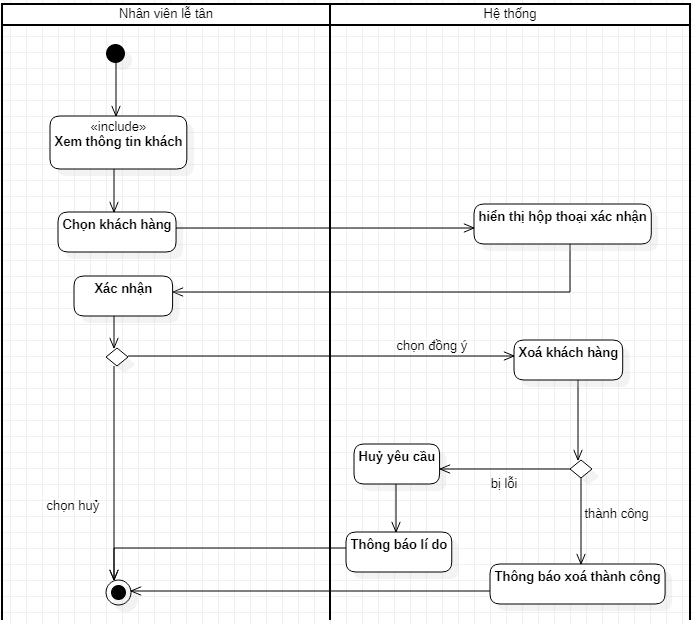 Nhân viên lễ tân
Hệ thống
«include»
Xem thông tin khách
Chọn khách hàng
hiển thị hộp thoại xác nhận
Xác nhận
chọn đồng ý
Xoá khách hàng
Huỷ yêu cầu
bị lỗi
chọn huỷ
thành công
Thông báo lí do
Thông báo xoá thành công